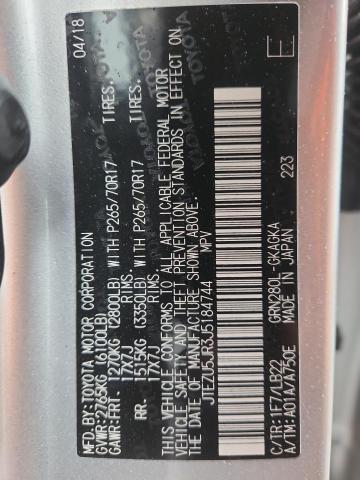 MFD.BY:TOYOTA MOTOR CORPORATION 04/18
GVWR:2765KG(6100LB)
GAWR:FRT. 1270KG (2800LB) WITH P265/70R17 TIRES.
17X7J RIMS.
RR. 1515KG (3350LB) WITH P265/70R17 TIRES.
17X7J RIMS.
THIS VEHICLE CONFORMS TO ALL APPLICABLE FEDERAL MOTOR
VEHICLE SAFETY AND THEFT PREVENTION STANDARDS IN EFFECT ON
THE DATE OF MANUFACTURE SHOWN ABOVE.
JTEZU5JR3J5184744 MPV
C/TR:1F7/LB22 GRN280L-GKAGKA
A/TM:A01A/A750E MADE IN JAPAN 223